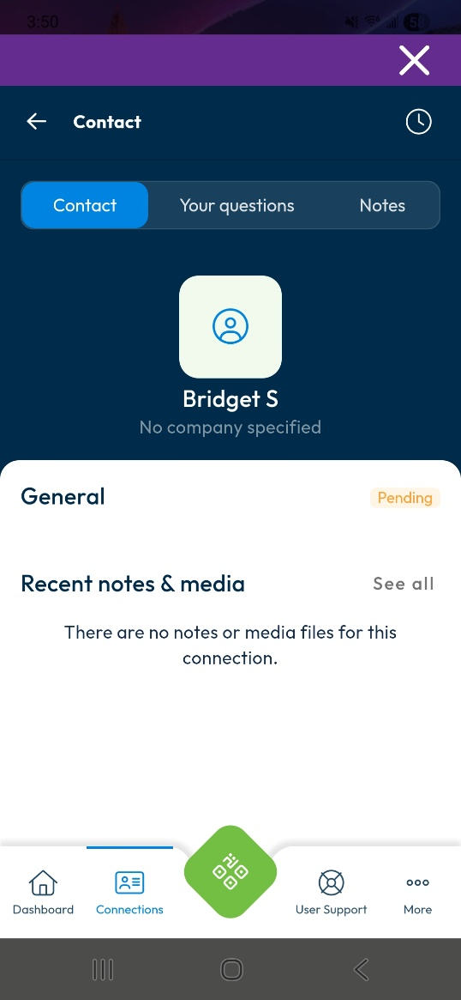 3:50
Contact
Contact
Your questions
Notes
Bridget S
No company specified
General
Pending
Recent notes & media
See all
There are no notes or media files for this
connection.
Dashboard
Connections
User Support
More